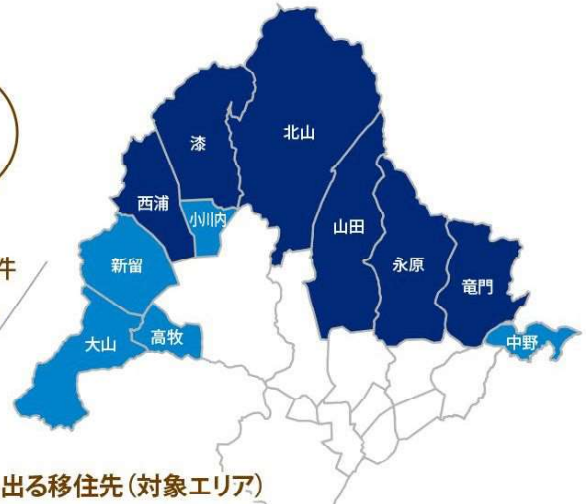 北山
漆
西浦
小川内
山田
永原
竜門
新留
件
大山
高牧
中野
出る移住先(対象エリア)